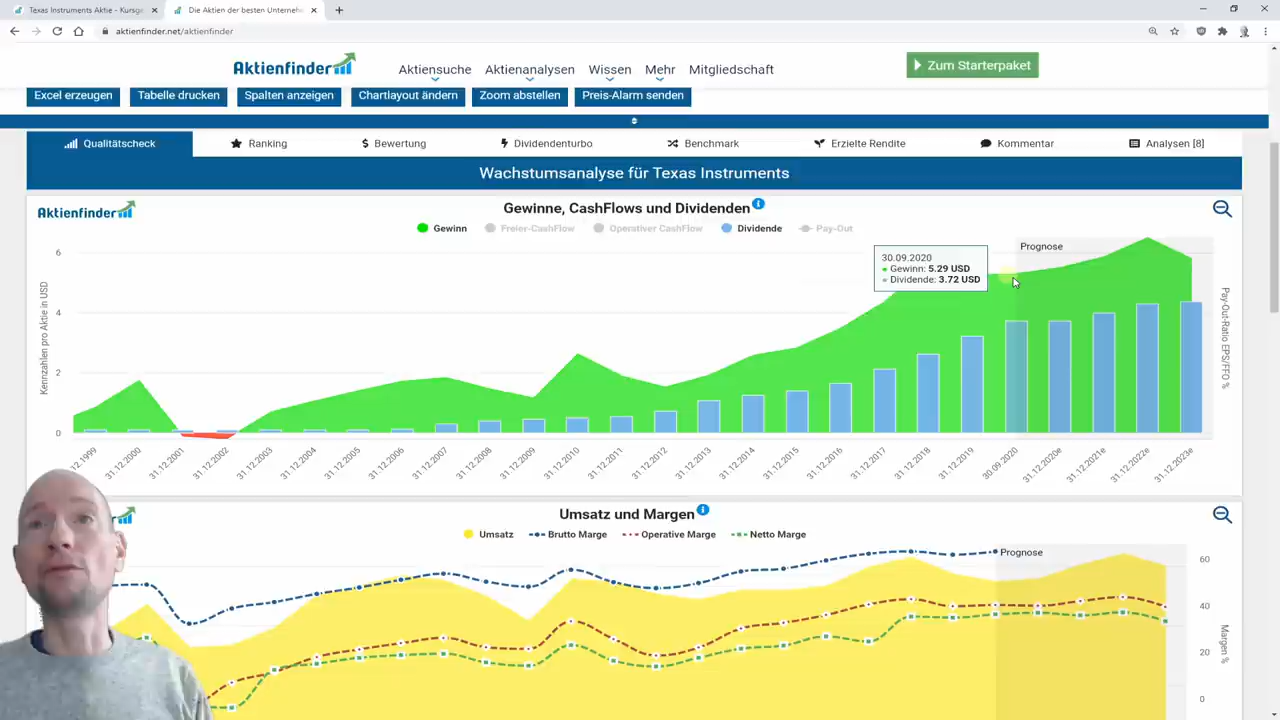 Texas Instruments Aktie - Kursge
Die Aktien der besten Unterneh
aktienfinder.net/aktienfinder
Aktienfinder
Aktiensuche
Aktienanalysen
Wissen
Mehr
Mitgliedschaft
Zum Starterpaket
Excel erzeugen
Tabelle drucken
Spalten anzeigen
Chartlayout ändern
Zoom abstellen
Preis-Alarm senden
Qualitätscheck
Ranking
Bewertung
Dividendenturbo
Benchmark
Erzielte Rendite
Kommentar
Analysen [8]
Wachstumsanalyse für Texas Instruments
Aktienfinder
Gewinne, CashFlows und Dividenden
Gewinn
Freier-CashFlow
Operativer CashFlow
Dividende
Pay-Out
Prognose
30.09.2020
Gewinn: 5.29 USD
Dividende: 3.72 USD
6
4
2
0
Kennzahlen pro Aktie in USD
Pay-Out-Ratio EPS/FFO %
12.1999
31.12.2000
31.12.2001
31.12.2002
31.12.2003
31.12.2004
31.12.2005
31.12.2006
31.12.2007
31.12.2008
31.12.2009
31.12.2010
31.12.2011
31.12.2012
31.12.2013
31.12.2014
31.12.2015
31.12.2016
31.12.2017
31.12.2018
31.12.2019
30.09.2020
31.12.2020e
31.12.2021e
31.12.2022e
31.12.2023e
Umsatz und Margen
Umsatz
Brutto Marge
Operative Marge
Netto Marge
Prognose
60
40
20
0
Margen %